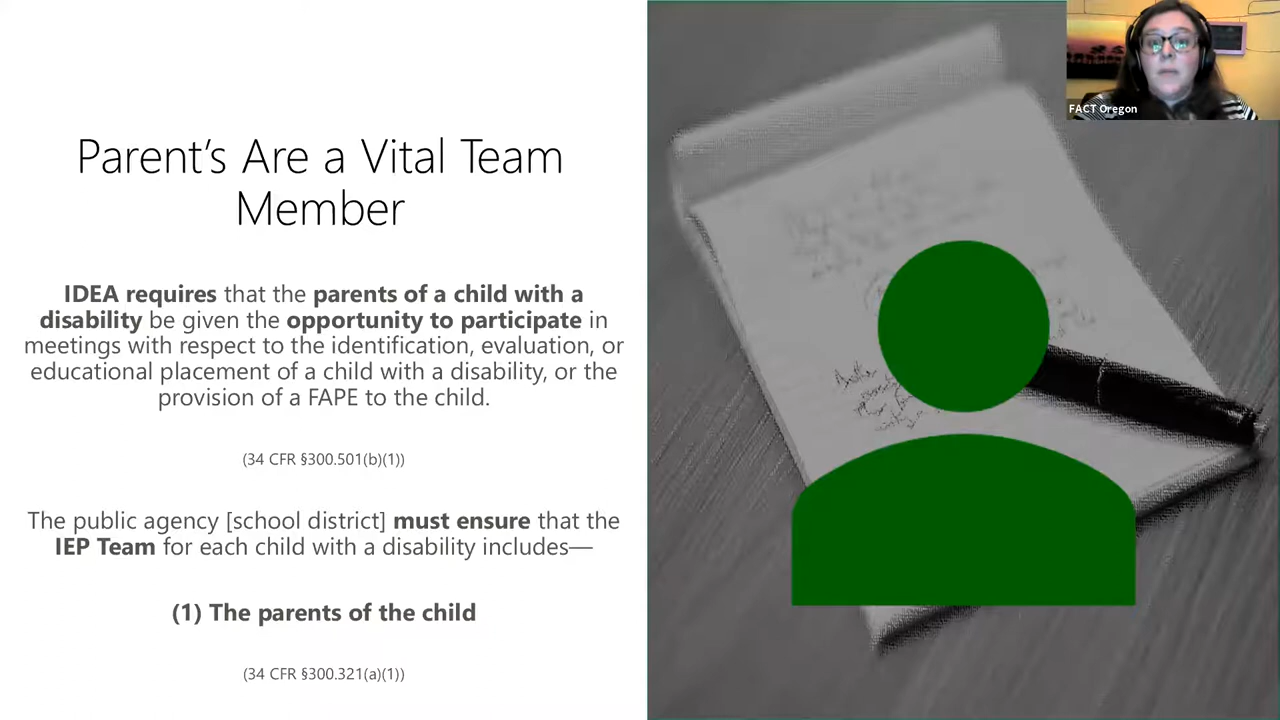 Parent's Are a Vital Team
Member
IDEA requires that the parents of a child with a
disability be given the opportunity to participate in
meetings with respect to the identification, evaluation, or
educational placement of a child with a disability, or the
provision of a FAPE to the child.
(34 CFR §300.501(b)(1))
The public agency [school district] must ensure that the
IEP Team for each child with a disability includes—
(1) The parents of the child
(34 CFR §300.321(a)(1))
FACT Oregon